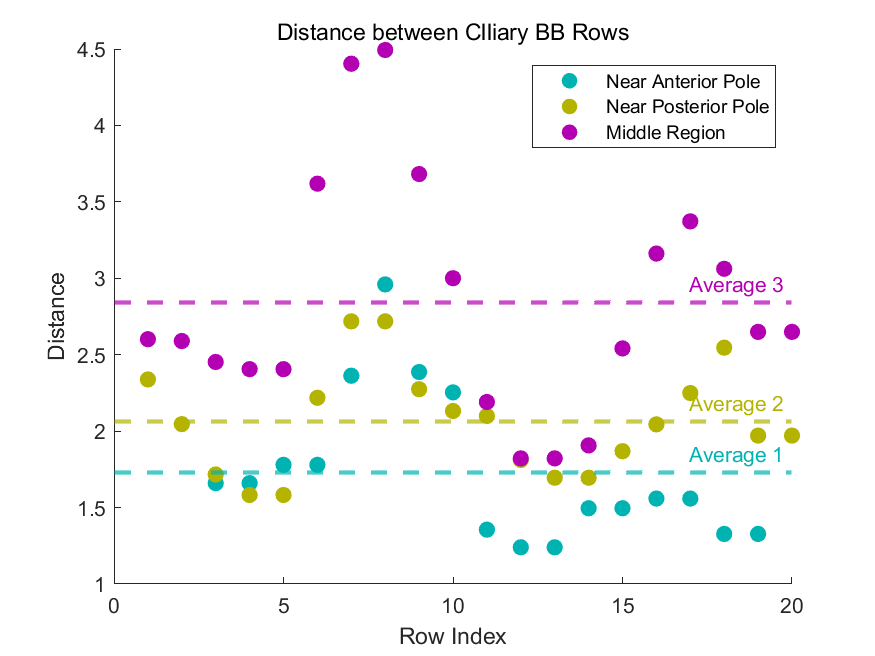 Distance between CIliary BB Rows
4.5
4
3.5
3
2.5
2
1.5
1
Distance
Near Anterior Pole
Near Posterior Pole
Middle Region
Average 3
Average 2
Average 1
0
5
10
15
20
Row Index